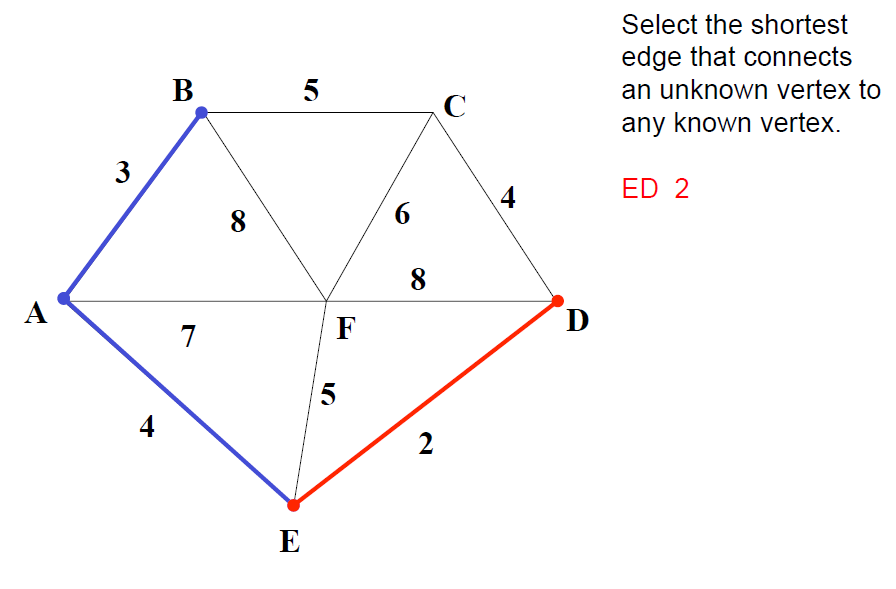 Select the shortest
edge that connects
an unknown vertex to
any known vertex.
ED 2
B
5
C
3
8
6
4
8
A
7
F
D
5
4
2
E